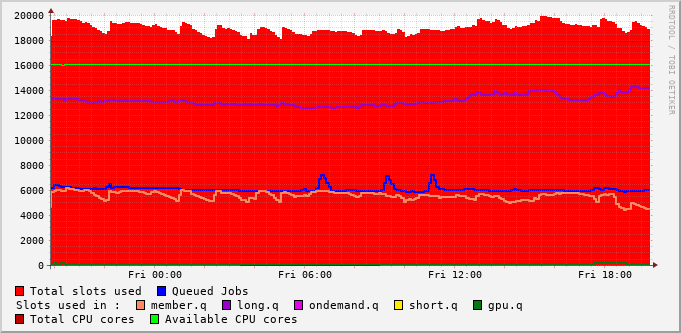 20000
18000
16000
14000
12000
10000
8000
6000
4000
2000
0
Fri 00:00 Fri 06:00 Fri 12:00 Fri 18:00
RRDTOOL / TOBI OETIKER
Total slots used Queued Jobs
Slots used in : member.q long.q ondemand.q short.q gpu.q
Total CPU cores Available CPU cores